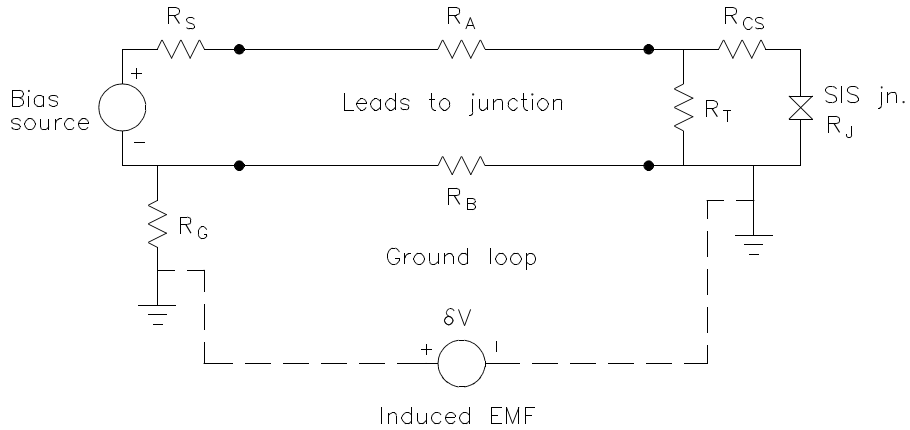 R_S
R_A
R_CS
+
Bias
source
−
Leads to junction
R_T
SIS jn.
R_J
R_B
R_G
Ground loop
δV
+
−
Induced EMF